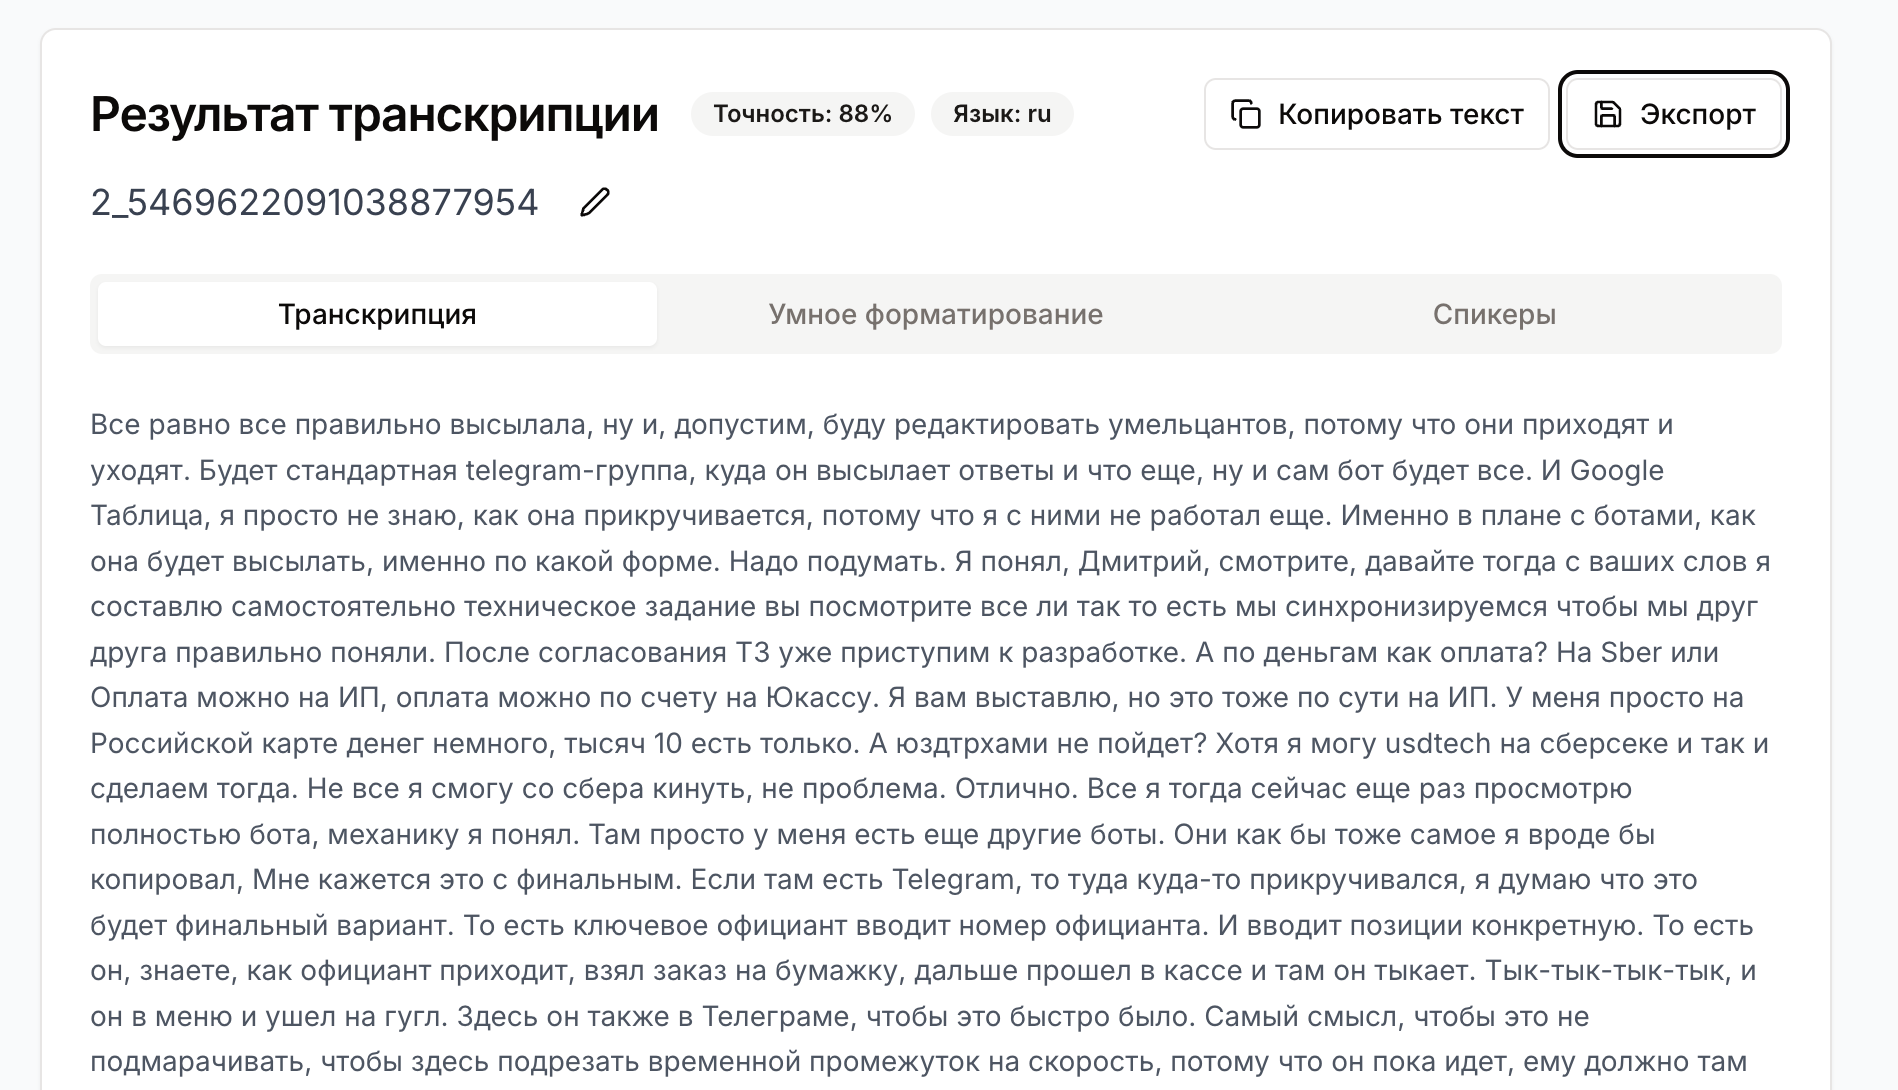 Результат транскрипции
Точность: 88%
Язык: ru
Копировать текст
Экспорт
2_5469622091038877954
Транскрипция
Умное форматирование
Спикеры
Все равно все правильно высылала, ну и, допустим, буду редактировать умельцантов, потому что они приходят и
уходят. Будет стандартная telegram-группа, куда он высылает ответы и что еще, ну и сам бот будет все. И Google
Таблица, я просто не знаю, как она прикручивается, потому что я с ними не работал еще. Именно в плане с ботами, как
она будет высылать, именно по какой форме. Надо подумать. Я понял, Дмитрий, смотрите, давайте тогда с ваших слов я
составлю самостоятельно техническое задание вы посмотрите все ли так то есть мы синхронизируемся чтобы мы друг
друга правильно поняли. После согласования ТЗ уже приступим к разработке. А по деньгам как оплата? На Sber или
Оплата можно на ИП, оплата можно по счету на Юкассу. Я вам выставлю, но это тоже по сути на ИП. У меня просто на
Российской карте денег немного, тысяч 10 есть только. А юздтрхами не пойдет? Хотя я могу usdtech на сберсеке и так и
сделаем тогда. Не все я смогу со сбера кинуть, не проблема. Отлично. Все я тогда сейчас еще раз просмотрю
полностью бота, механику я понял. Там просто у меня есть еще другие боты. Они как бы тоже самое я вроде бы
копировал, Мне кажется это с финальным. Если там есть Telegram, то туда куда-то прикручивался, я думаю что это
будет финальный вариант. То есть ключевое официант вводит номер официанта. И вводит позиции конкретную. То есть
он, знаете, как официант приходит, взял заказ на бумажку, дальше прошел в кассе и там он тыкает. Тык-тык-тык-тык, и
он в меню и ушел на гугл. Здесь он также в Телеграме, чтобы это быстро было. Самый смысл, чтобы это не
подмарачивать, чтобы здесь подрезать временной промежуток на скорость, потому что он пока идет, ему должно там